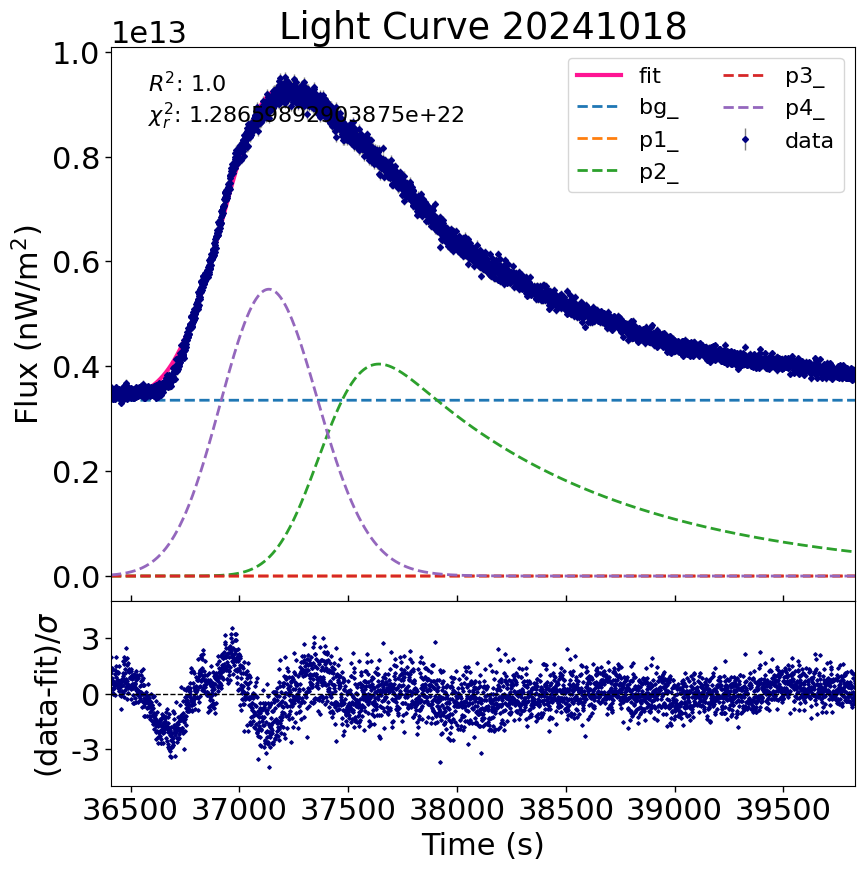 Light Curve 20241018
1e13
R²: 1.0
χ²ᵣ: 1.28659892903875e+22
fit
bg_
p1_
p2_
p3_
p4_
data
1.0
0.8
0.6
0.4
0.2
0.0
Flux (nW/m²)
3
0
-3
(data-fit)/σ
36500 37000 37500 38000 38500 39000 39500
Time (s)